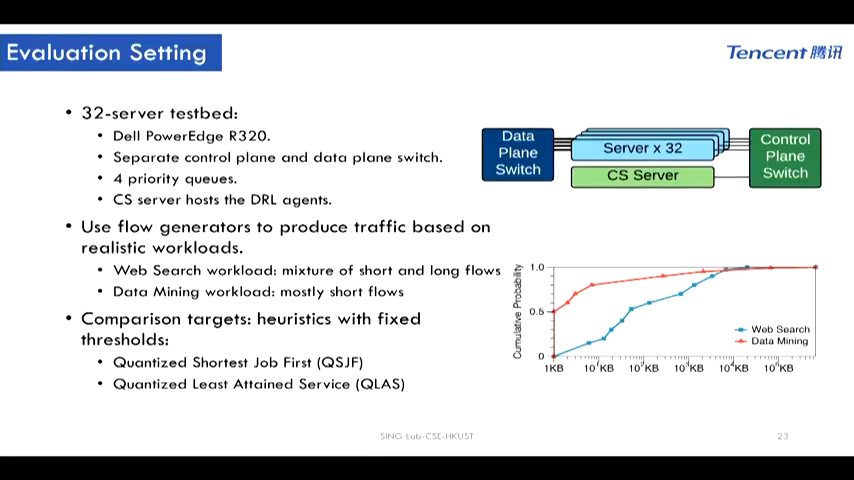 Evaluation Setting
Tencent 腾讯
• 32-server testbed:
• Dell PowerEdge R320.
• Separate control plane and data plane switch.
• 4 priority queues.
• CS server hosts the DRL agents.
• Use flow generators to produce traffic based on
realistic workloads.
• Web Search workload: mixture of short and long flows
• Data Mining workload: mostly short flows
• Comparison targets: heuristics with fixed
thresholds:
• Quantized Shortest Job First (QSJF)
• Quantized Least Attained Service (QLAS)
Data
Plane
Switch
Server x 32
CS Server
Control
Plane
Switch
Cumulative Probability
1.0
0.5
0
Web Search
Data Mining
1KB 10¹KB 10²KB 10³KB 10⁴KB 10⁵KB
SING Lab-CSE-HKUST
23